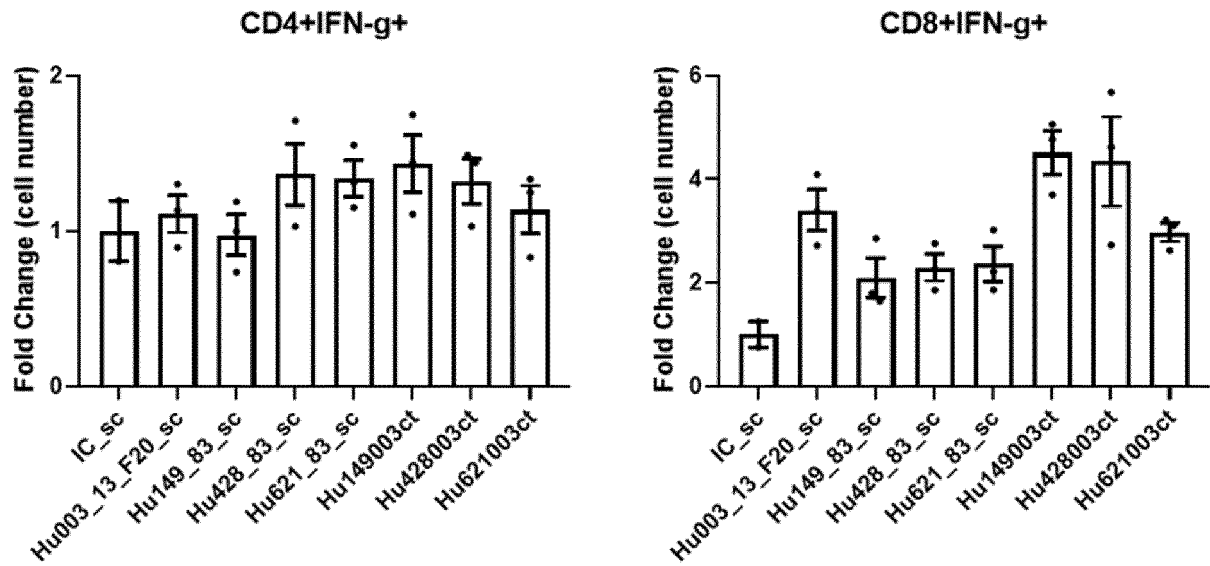 CD4+IFN-g+
Fold Change (cell number)
2
1
0
IC_sc
Hu003_13_F20_sc
Hu149_83_sc
Hu428_83_sc
Hu621_83_sc
Hu149003ct
Hu428003ct
Hu621003ct
CD8+IFN-g+
Fold Change (cell number)
6
4
2
0
IC_sc
Hu003_13_F20_sc
Hu149_83_sc
Hu428_83_sc
Hu621_83_sc
Hu149003ct
Hu428003ct
Hu621003ct